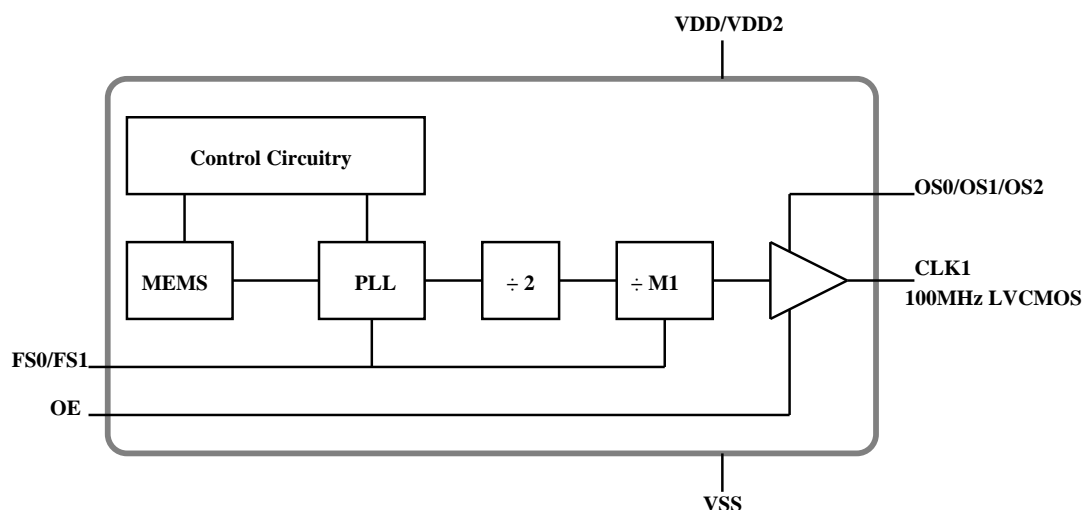 VDD/VDD2
Control Circuitry
OS0/OS1/OS2
MEMS
PLL
÷ 2
÷ M1
CLK1
100MHz LVCMOS
FS0/FS1
OE
VSS